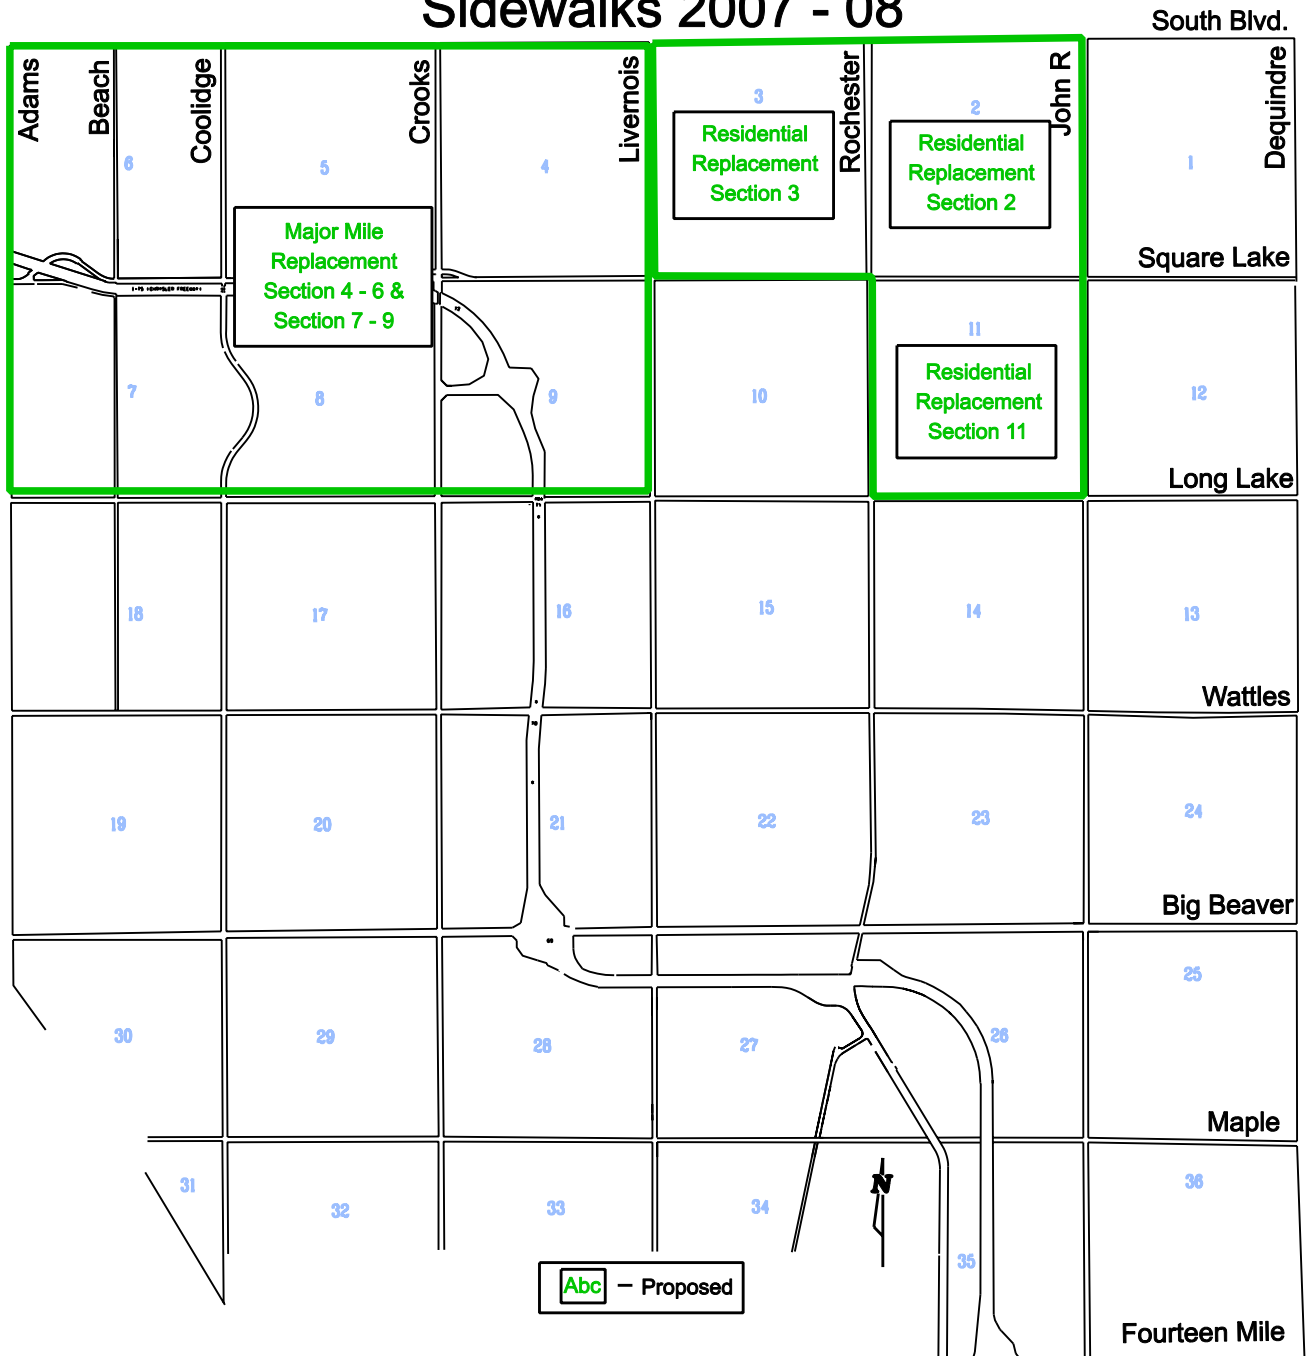 Sidewalks 2007 - 08
South Blvd.
Adams
Beach
Coolidge
Crooks
Livernois
Rochester
John R
Dequindre
6
5
4
3
2
1
Residential
Replacement
Section 3
Residential
Replacement
Section 2
Major Mile
Replacement
Section 4 - 6 &
Section 7 - 9
Square Lake
7
8
9
10
11
12
Residential
Replacement
Section 11
Long Lake
18
17
16
15
14
13
Wattles
19
20
21
22
23
24
Big Beaver
30
29
28
27
26
25
Maple
31
32
33
34
35
36
N
Abc – Proposed
Fourteen Mile